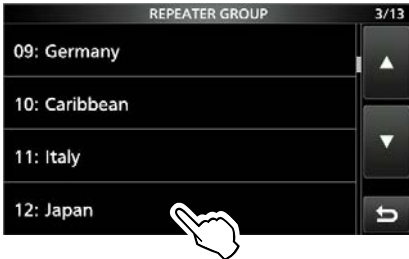 REPEATER GROUP 3/13
09: Germany
10: Caribbean
11: Italy
12: Japan